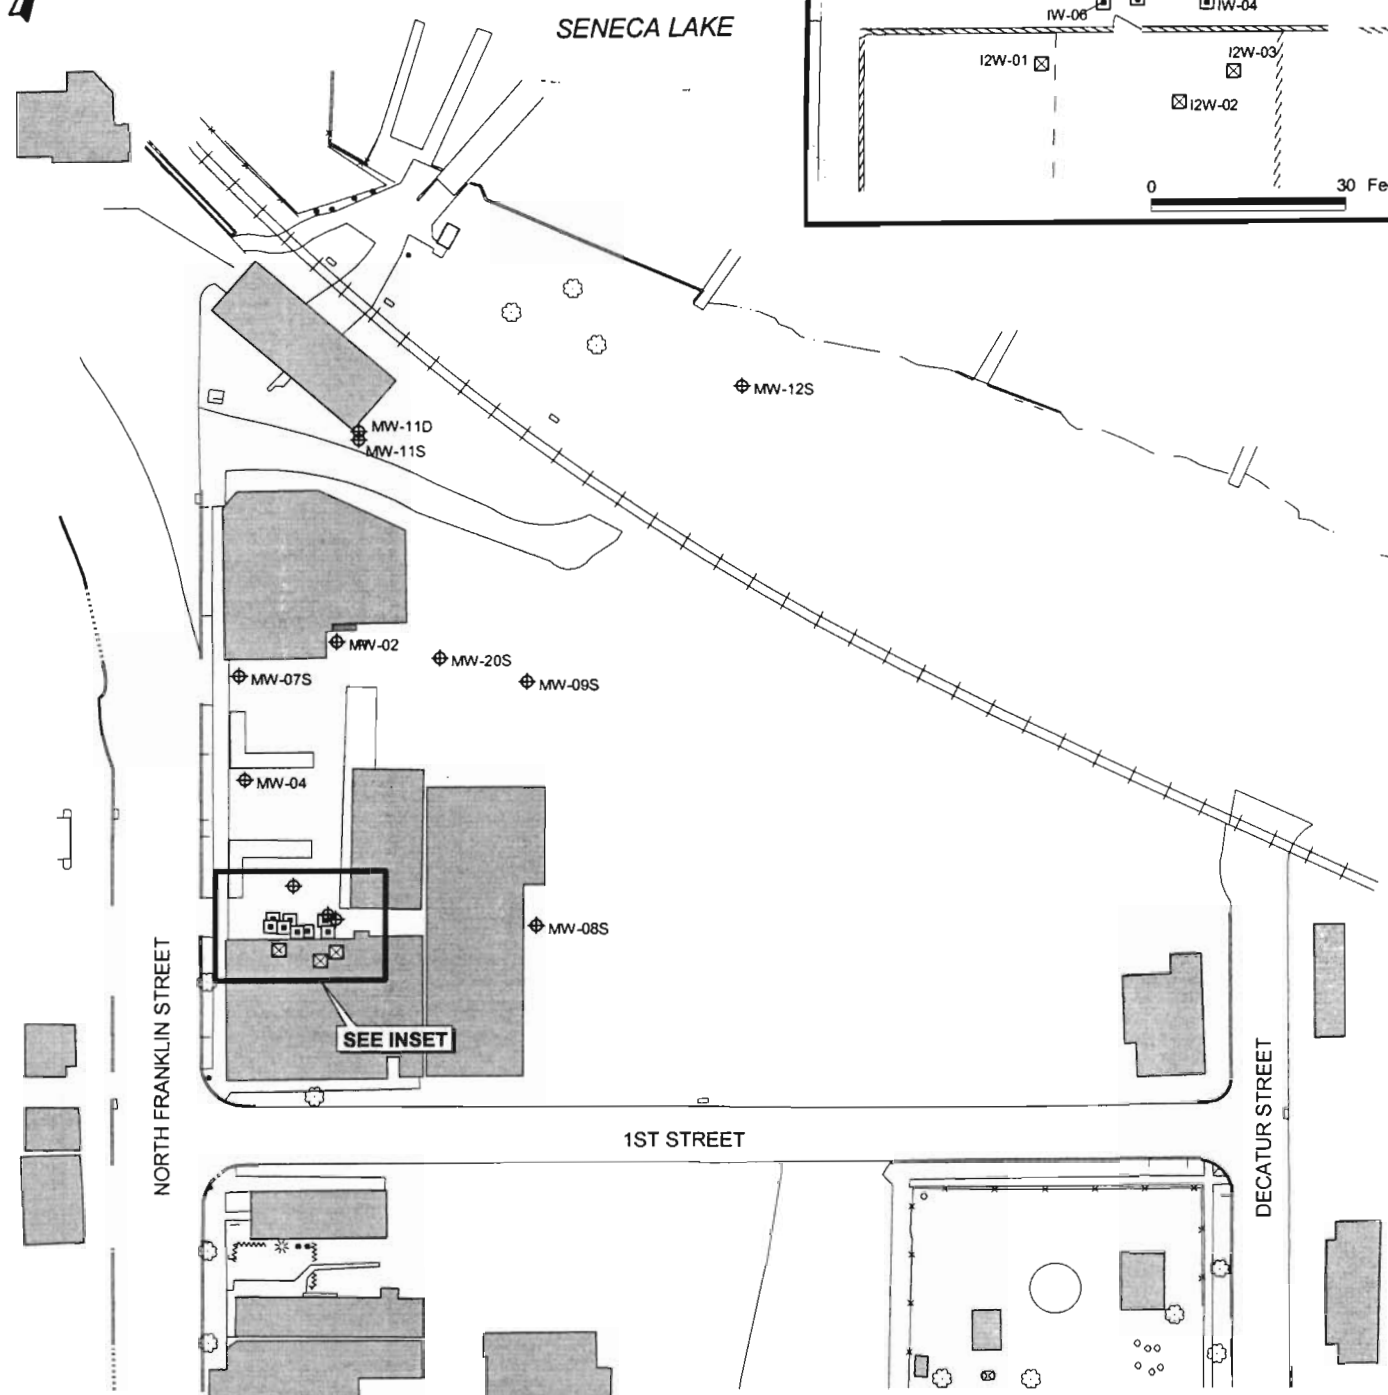 SENECA LAKE
IW-06
IW-04
I2W-01
I2W-03
I2W-02
0
30 Fe
MW-12S
MW-11D
MW-11S
MW-02
MW-20S
MW-07S
MW-09S
MW-04
MW-08S
SEE INSET
NORTH FRANKLIN STREET
1ST STREET
DECATUR STREET